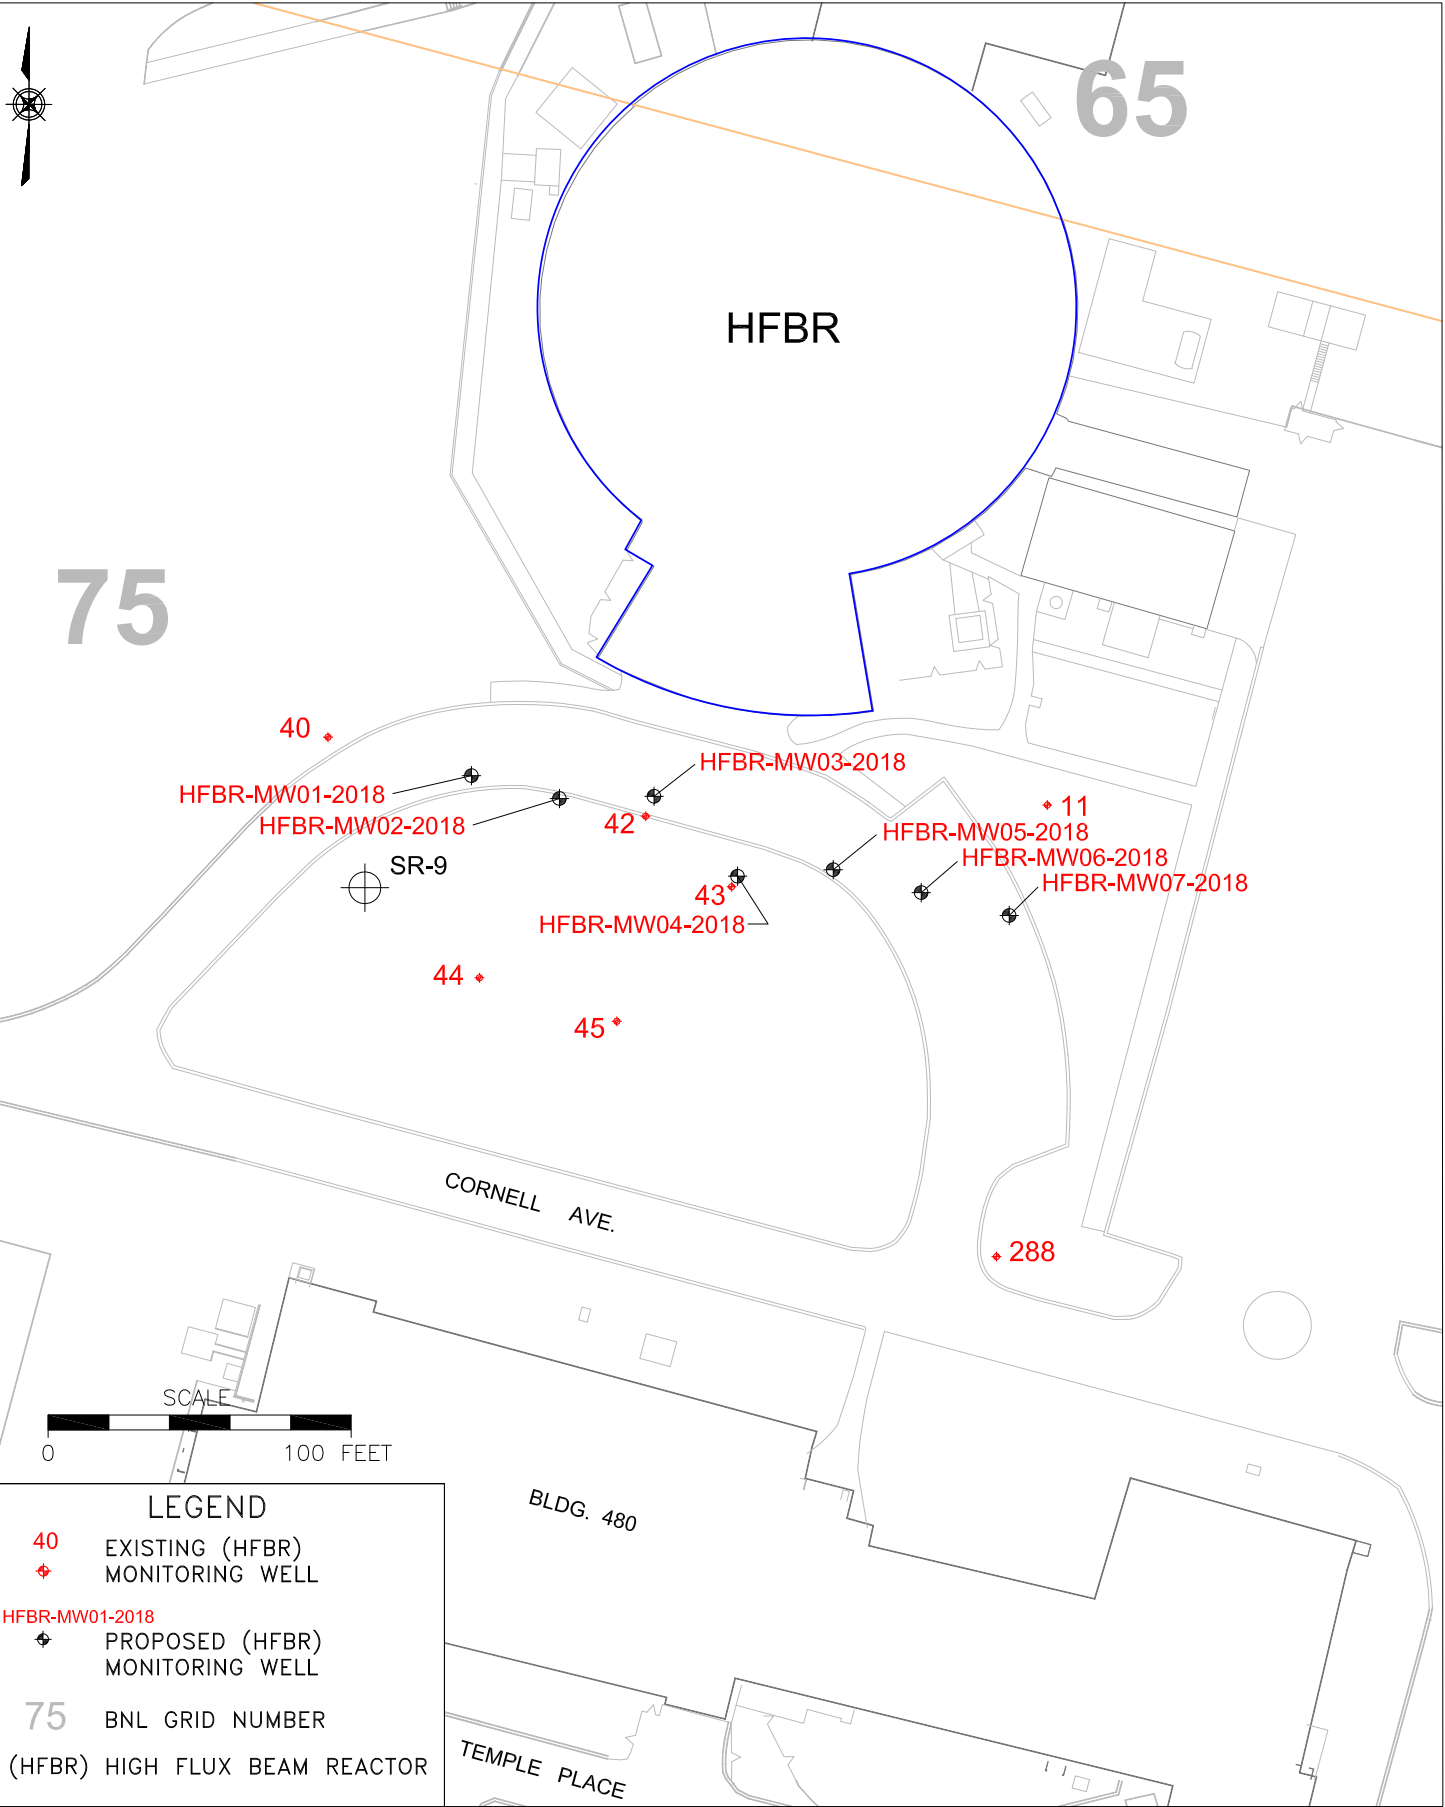 65
HFBR
75
40
HFBR-MW03-2018
HFBR-MW01-2018
11
HFBR-MW02-2018
42
HFBR-MW05-2018
HFBR-MW06-2018
SR-9
HFBR-MW07-2018
43
HFBR-MW04-2018
44
45
CORNELL AVE.
288
SCALE
0 100 FEET
BLDG. 480
LEGEND
40 EXISTING (HFBR)
MONITORING WELL
HFBR-MW01-2018
PROPOSED (HFBR)
MONITORING WELL
75 BNL GRID NUMBER
(HFBR) HIGH FLUX BEAM REACTOR
TEMPLE PLACE